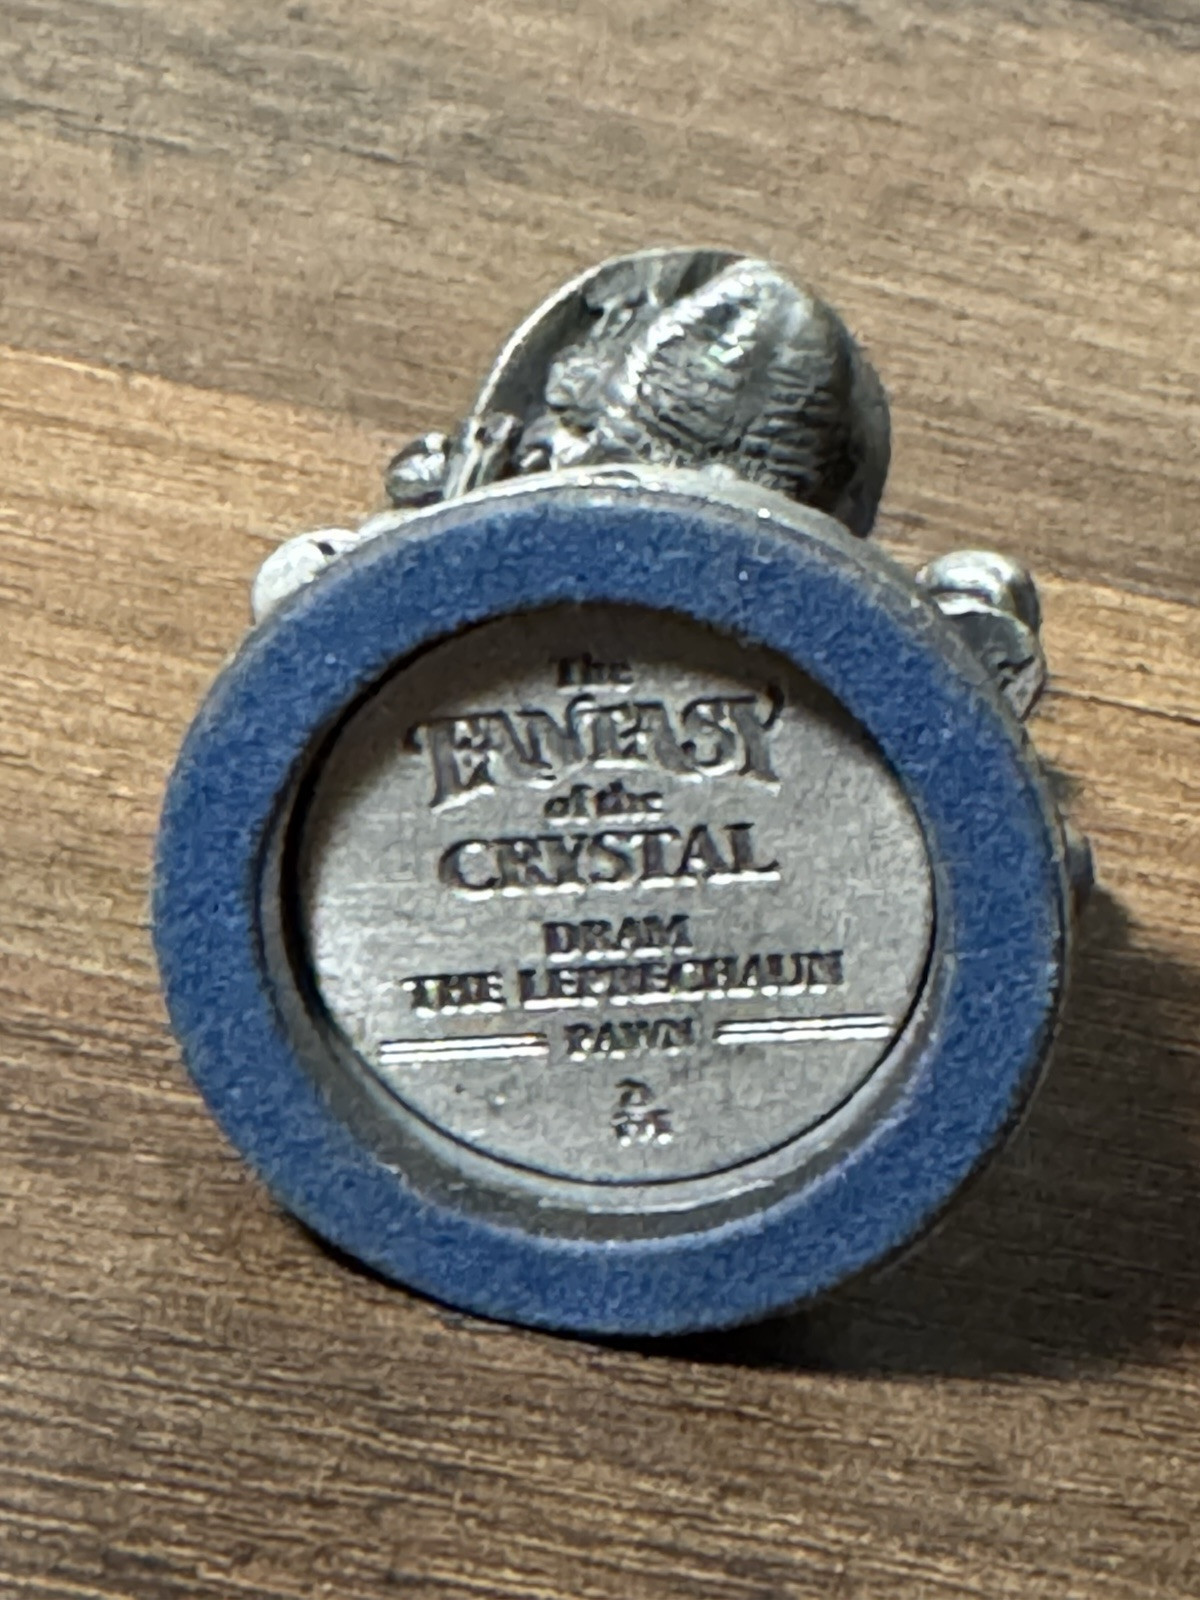 The
FANTASY
of the
CRYSTAL
DRAM
THE LEPRECHAUN
PAWN